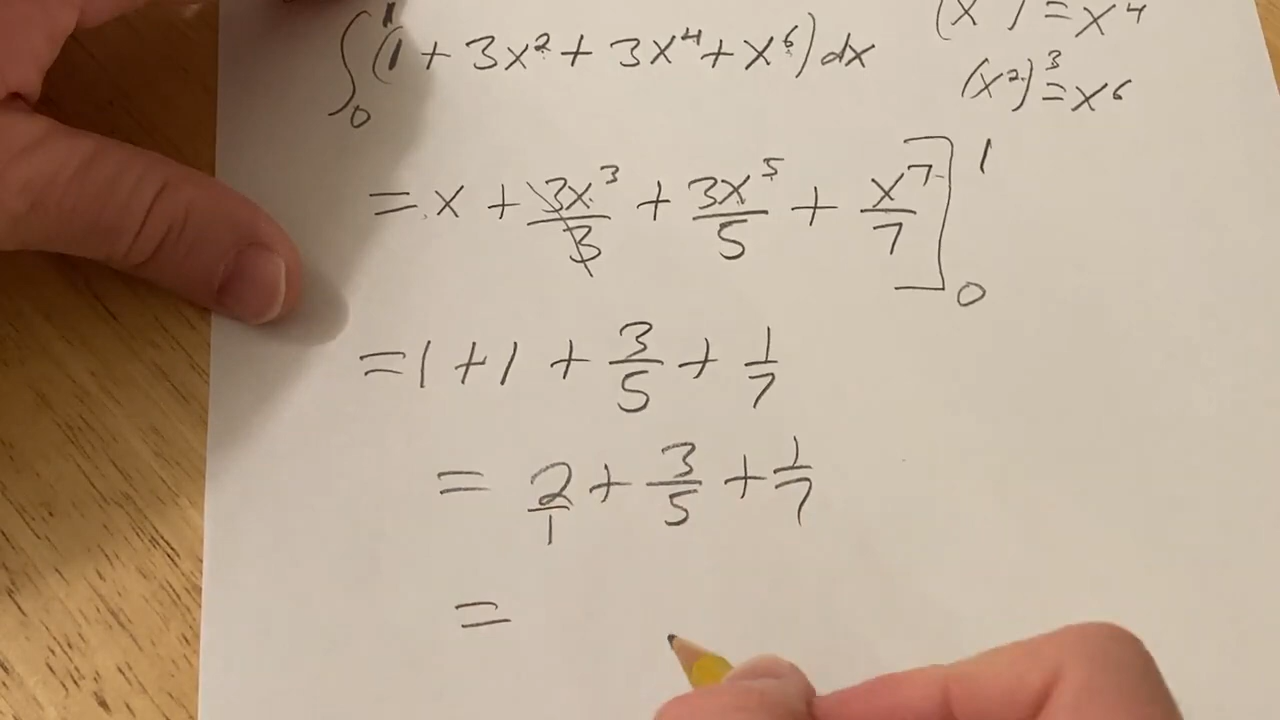 ∫₀¹ (1 + 3x² + 3x⁴ + x⁶) dx
(x ) = x⁴
(x²)³ = x⁶
= x + 3x³/3 + 3x⁵/5 + x⁷/7 ]₀¹
= 1 + 1 + 3/5 + 1/7
= 2/1 + 3/5 + 1/7
=